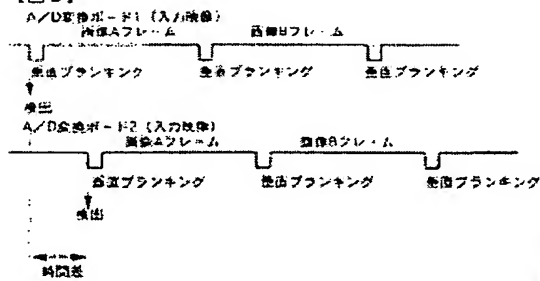 A/D変換ボード1（入力映像）
画像Aフレーム 画像Bフレーム
垂直ブランキング 垂直ブランキング 垂直ブランキング
検出
A/D変換ボード2（入力映像）
画像Aフレーム 画像Bフレーム
垂直ブランキング 垂直ブランキング 垂直ブランキング
検出
時間差